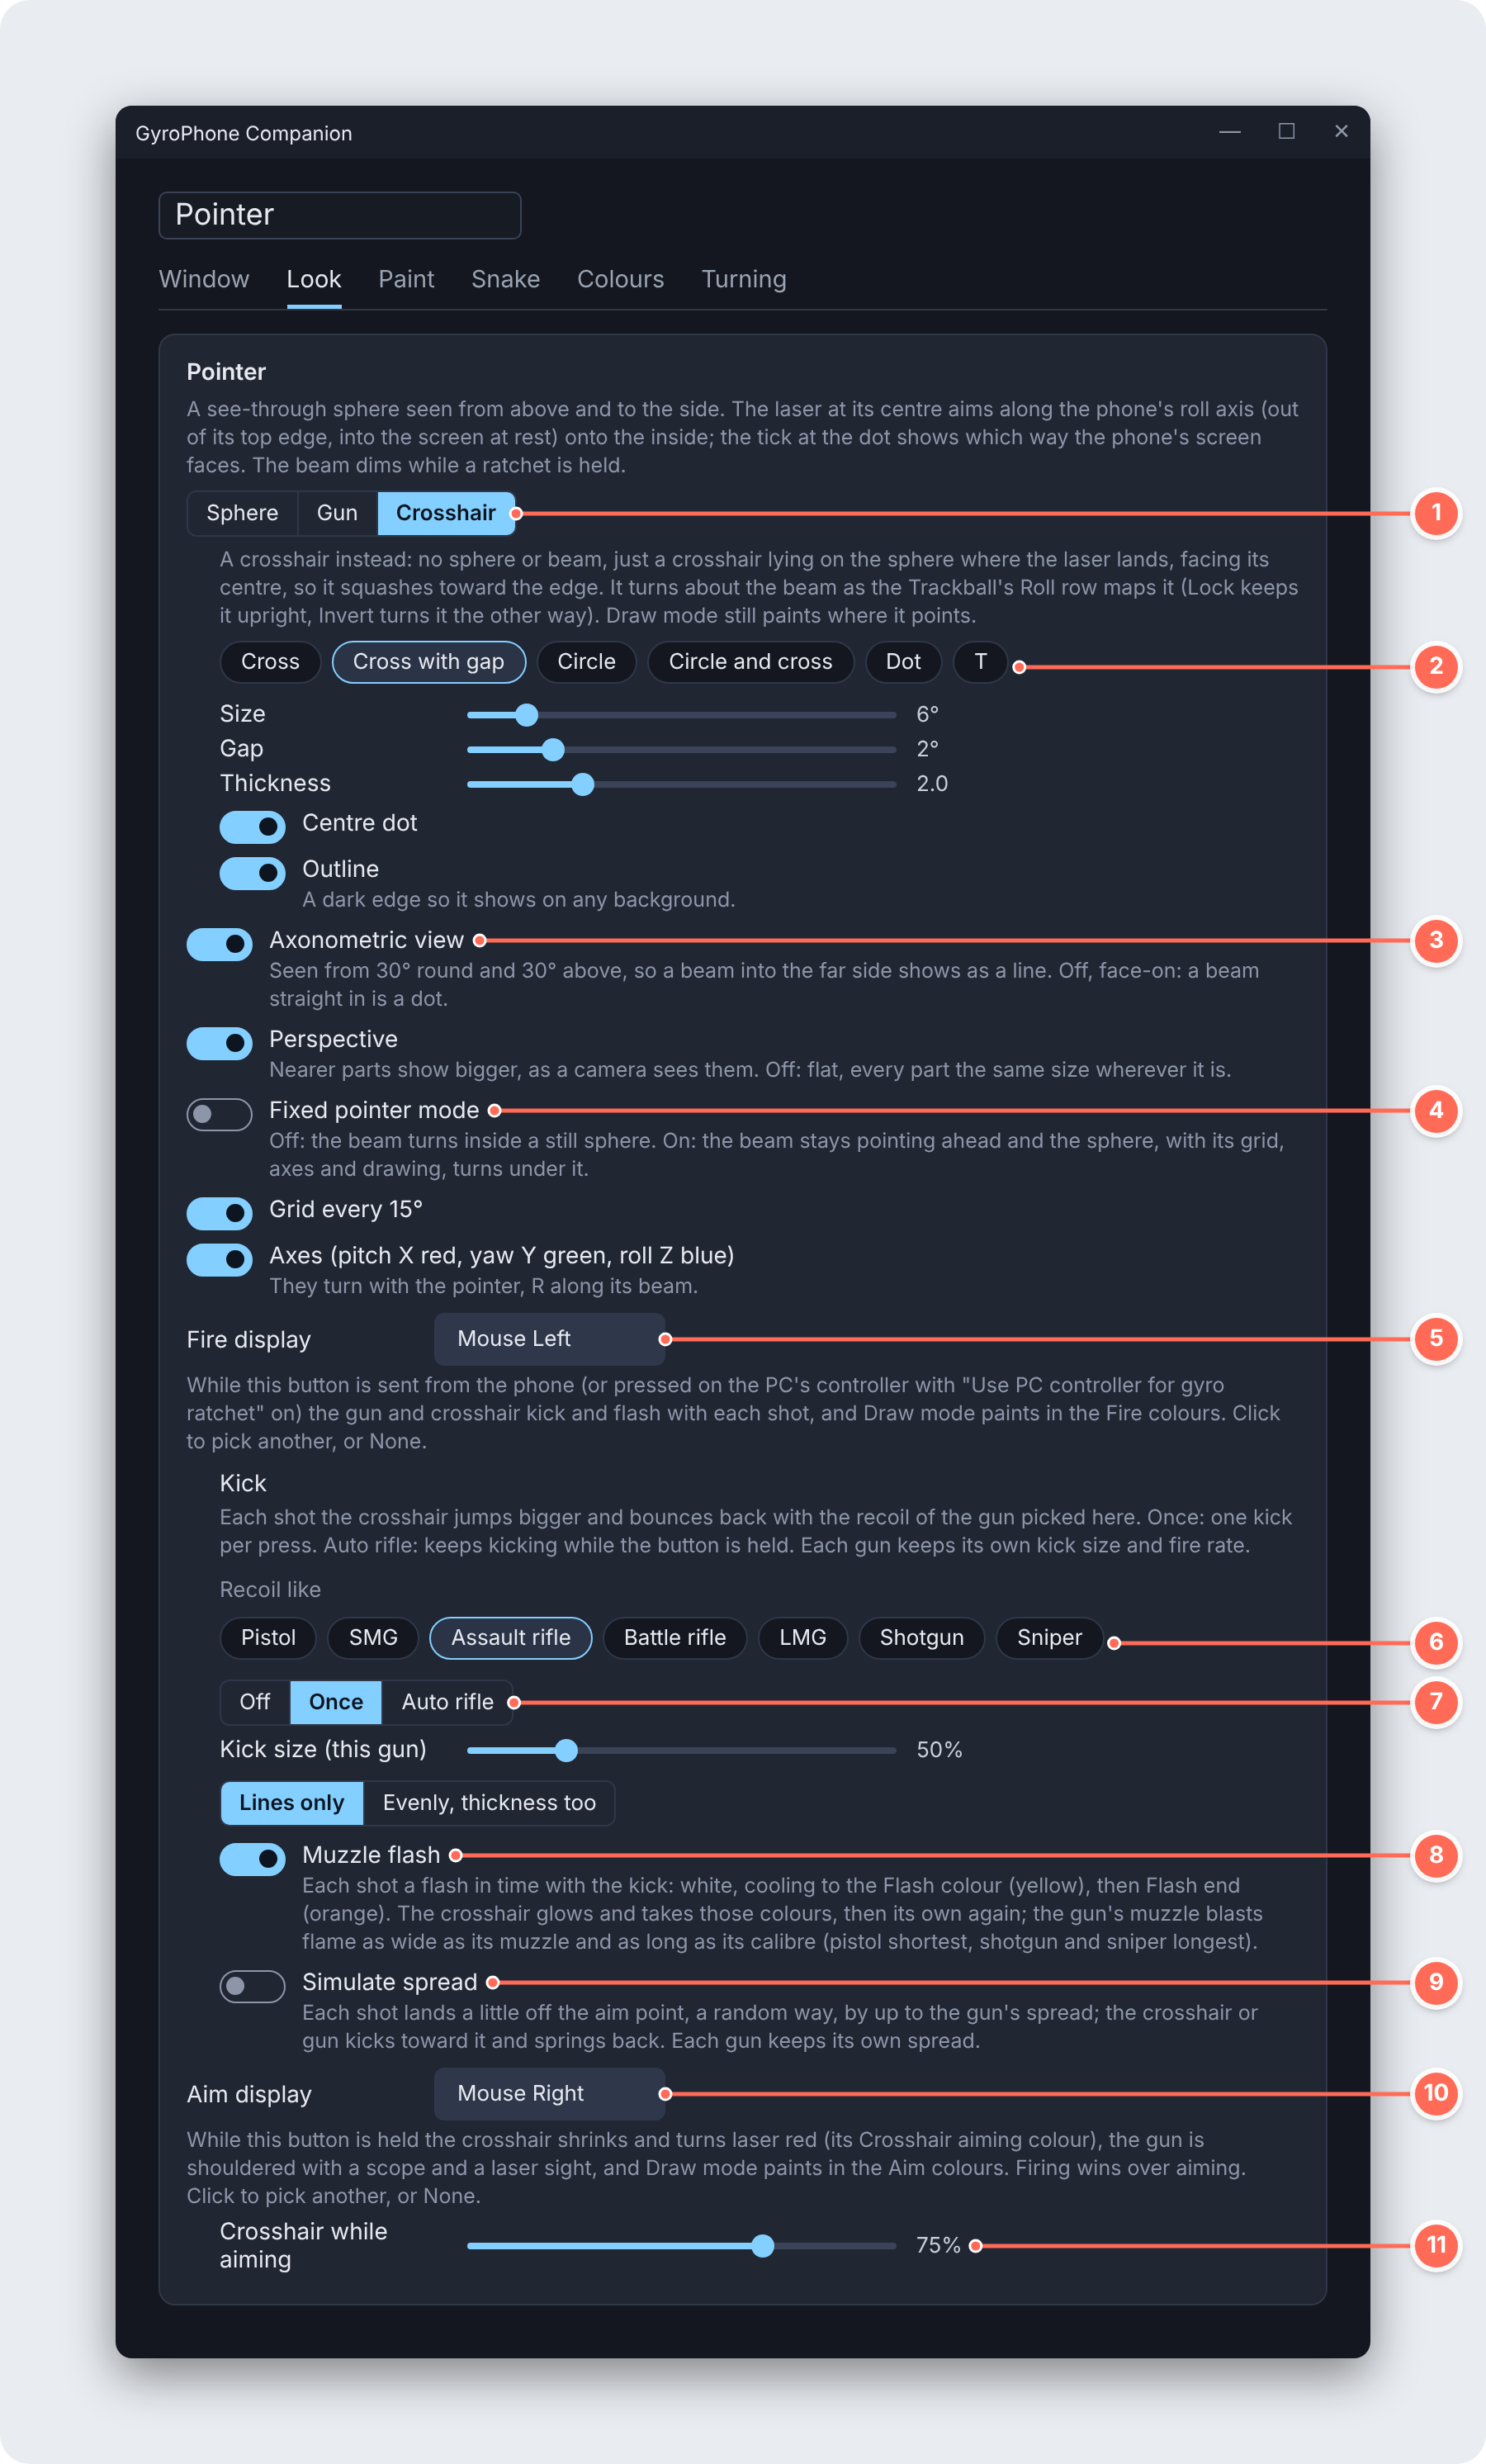 GyroPhone Companion
Pointer
Window Look Paint Snake Colours Turning
Pointer
A see-through sphere seen from above and to the side. The laser at its centre aims along the phone's roll axis (out
of its top edge, into the screen at rest) onto the inside; the tick at the dot shows which way the phone's screen
faces. The beam dims while a ratchet is held.
Sphere Gun Crosshair 1
A crosshair instead: no sphere or beam, just a crosshair lying on the sphere where the laser lands, facing its
centre, so it squashes toward the edge. It turns about the beam as the Trackball's Roll row maps it (Lock keeps
it upright, Invert turns it the other way). Draw mode still paints where it points.
Cross Cross with gap Circle Circle and cross Dot T 2
Size 6°
Gap 2°
Thickness 2.0
Centre dot
Outline
A dark edge so it shows on any background.
Axonometric view 3
Seen from 30° round and 30° above, so a beam into the far side shows as a line. Off, face-on: a beam
straight in is a dot.
Perspective
Nearer parts show bigger, as a camera sees them. Off: flat, every part the same size wherever it is.
Fixed pointer mode 4
Off: the beam turns inside a still sphere. On: the beam stays pointing ahead and the sphere, with its grid,
axes and drawing, turns under it.
Grid every 15°
Axes (pitch X red, yaw Y green, roll Z blue)
They turn with the pointer, R along its beam.
Fire display Mouse Left 5
While this button is sent from the phone (or pressed on the PC's controller with "Use PC controller for gyro
ratchet" on) the gun and crosshair kick and flash with each shot, and Draw mode paints in the Fire colours. Click
to pick another, or None.
Kick
Each shot the crosshair jumps bigger and bounces back with the recoil of the gun picked here. Once: one kick
per press. Auto rifle: keeps kicking while the button is held. Each gun keeps its own kick size and fire rate.
Recoil like
Pistol SMG Assault rifle Battle rifle LMG Shotgun Sniper 6
Off Once Auto rifle 7
Kick size (this gun) 50%
Lines only Evenly, thickness too
Muzzle flash 8
Each shot a flash in time with the kick: white, cooling to the Flash colour (yellow), then Flash end
(orange). The crosshair glows and takes those colours, then its own again; the gun's muzzle blasts
flame as wide as its muzzle and as long as its calibre (pistol shortest, shotgun and sniper longest).
Simulate spread 9
Each shot lands a little off the aim point, a random way, by up to the gun's spread; the crosshair or
gun kicks toward it and springs back. Each gun keeps its own spread.
Aim display Mouse Right 10
While this button is held the crosshair shrinks and turns laser red (its Crosshair aiming colour), the gun is
shouldered with a scope and a laser sight, and Draw mode paints in the Aim colours. Firing wins over aiming.
Click to pick another, or None.
Crosshair while
aiming 75% 11